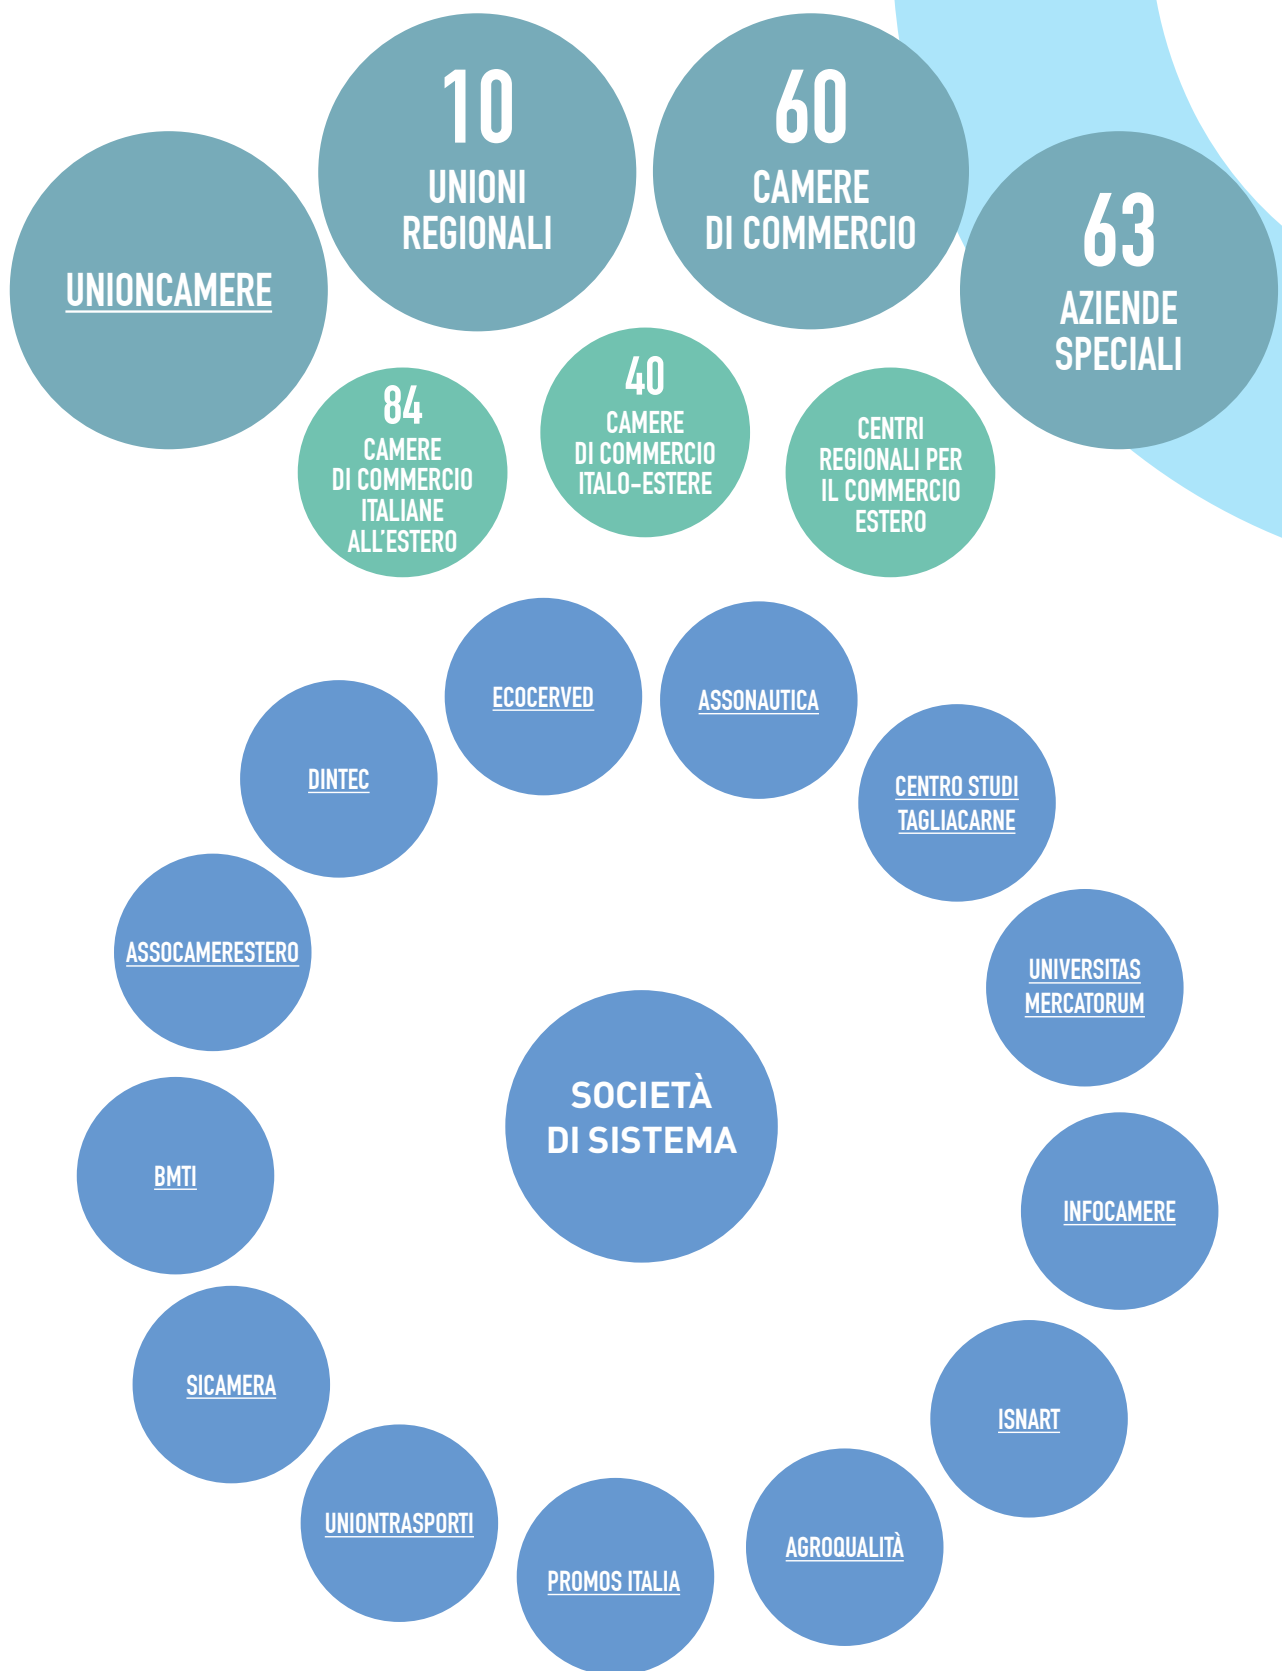 10
UNIONI
REGIONALI
60
CAMERE
DI COMMERCIO
UNIONCAMERE
63
AZIENDE
SPECIALI
84
CAMERE
DI COMMERCIO
ITALIANE
ALL'ESTERO
40
CAMERE
DI COMMERCIO
ITALO-ESTERE
CENTRI
REGIONALI PER
IL COMMERCIO
ESTERO
ECOCERVED
ASSONAUTICA
DINTEC
CENTRO STUDI
TAGLIACARNE
ASSOCAMERESTERO
UNIVERSITAS
MERCATORUM
SOCIETÀ
DI SISTEMA
BMTI
INFOCAMERE
SICAMERA
ISNART
UNIONTRASPORTI
AGROQUALITÀ
PROMOS ITALIA